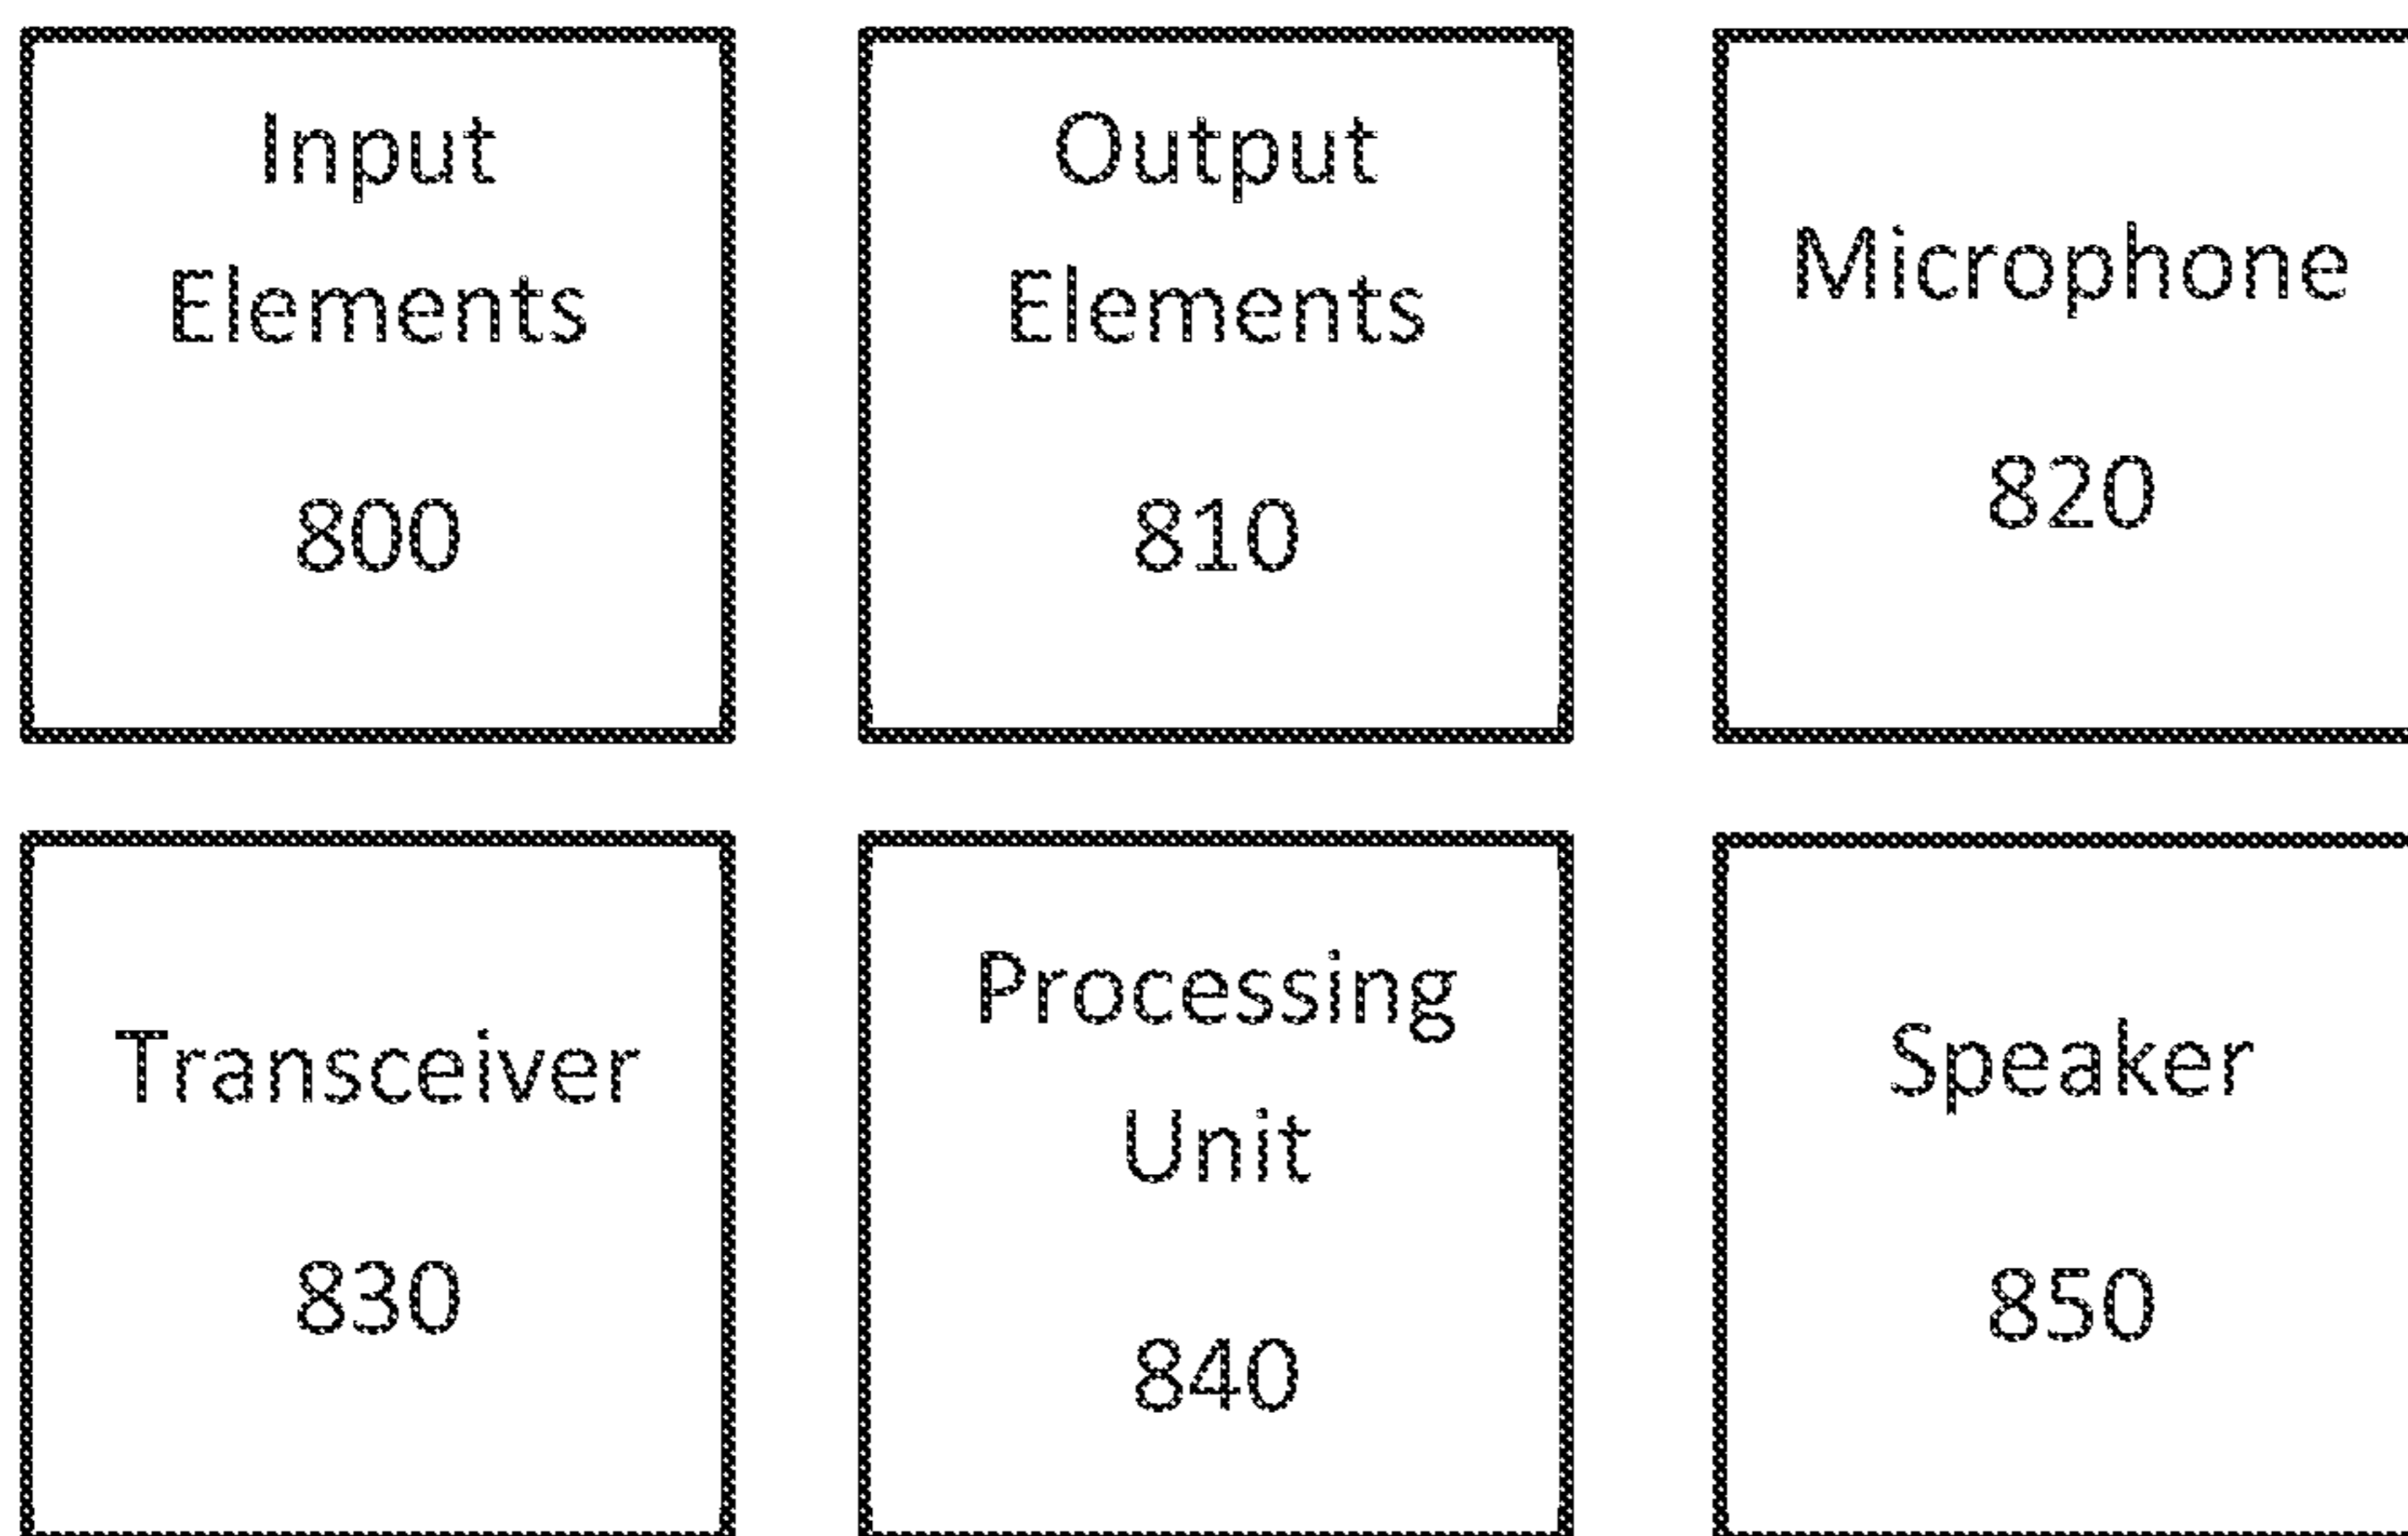 Input
Elements
800
Output
Elements
810
Microphone
820
Transceiver
830
Processing
Unit
840
Speaker
850